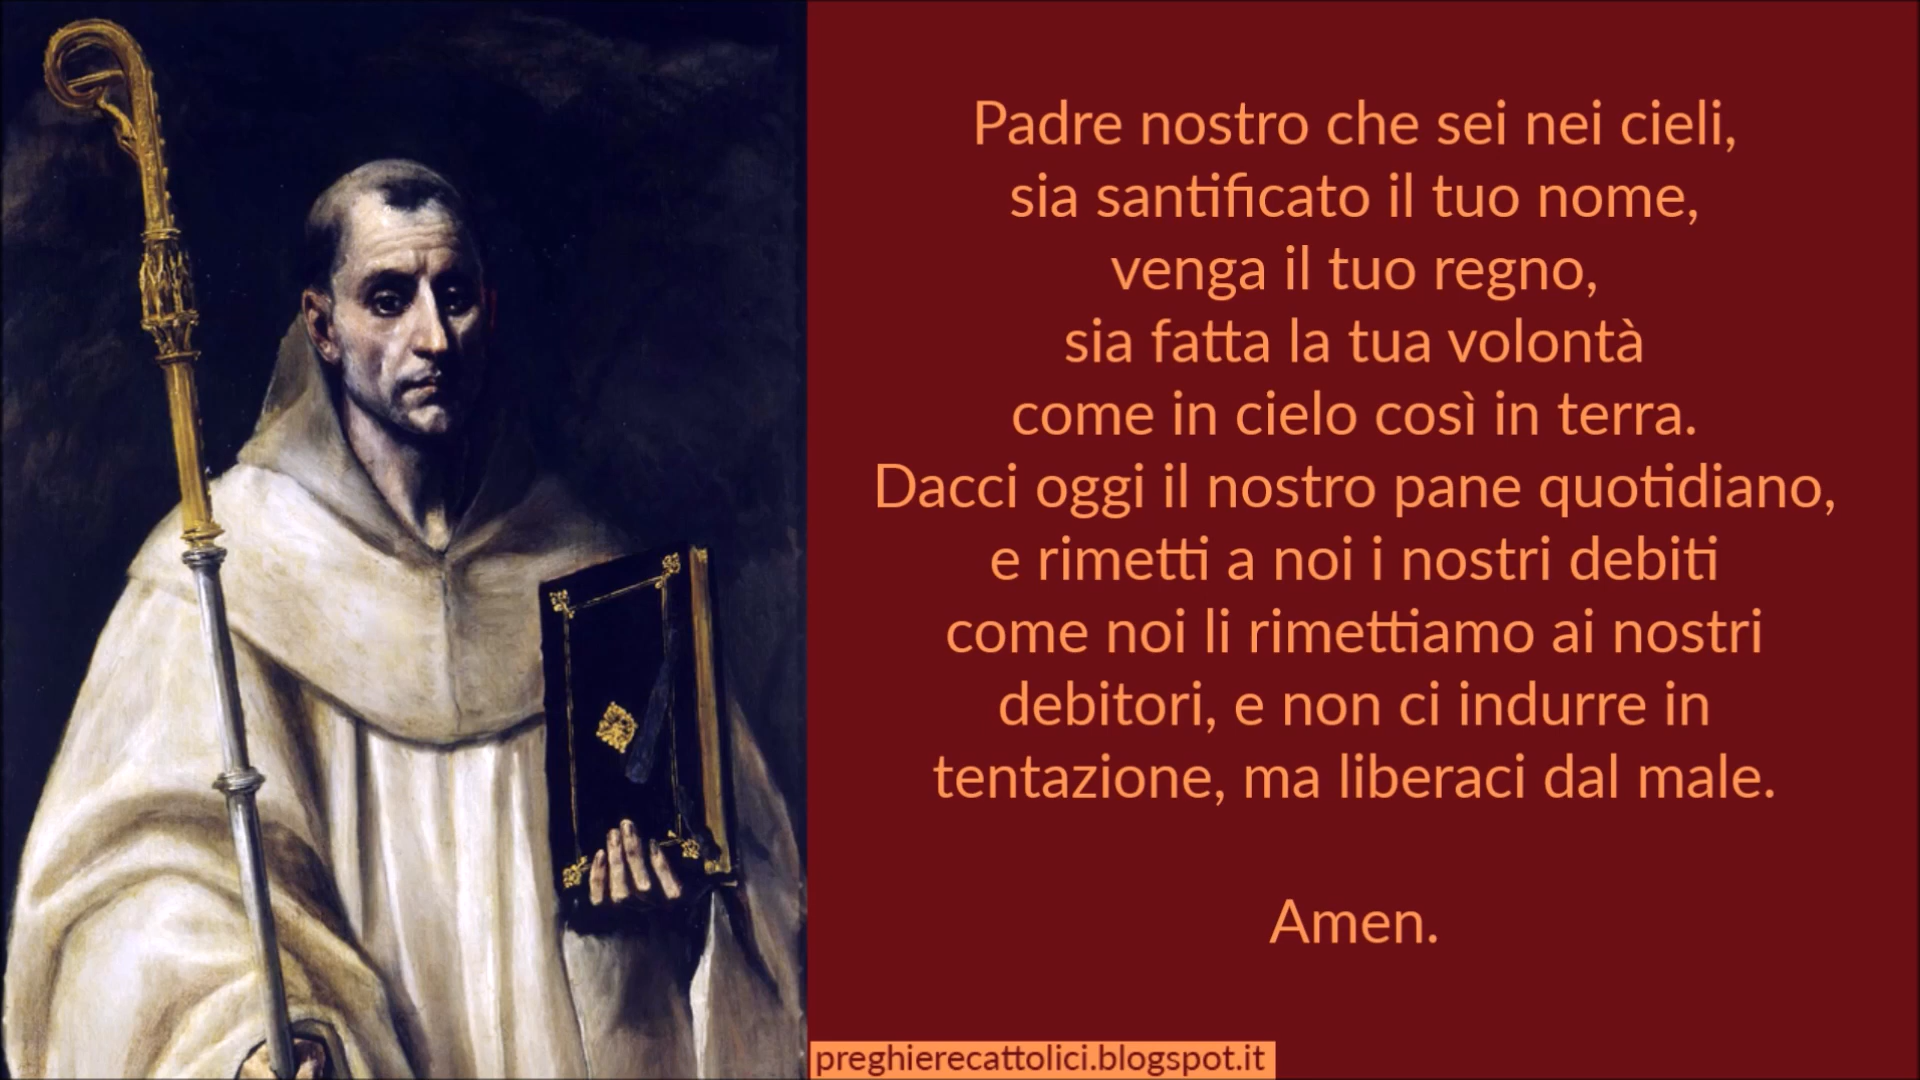 Padre nostro che sei nei cieli,
sia santificato il tuo nome,
venga il tuo regno,
sia fatta la tua volontà
come in cielo così in terra.
Dacci oggi il nostro pane quotidiano,
e rimetti a noi i nostri debiti
come noi li rimettiamo ai nostri
debitori, e non ci indurre in
tentazione, ma liberaci dal male.
Amen.
preghierecattolici.blogspot.it